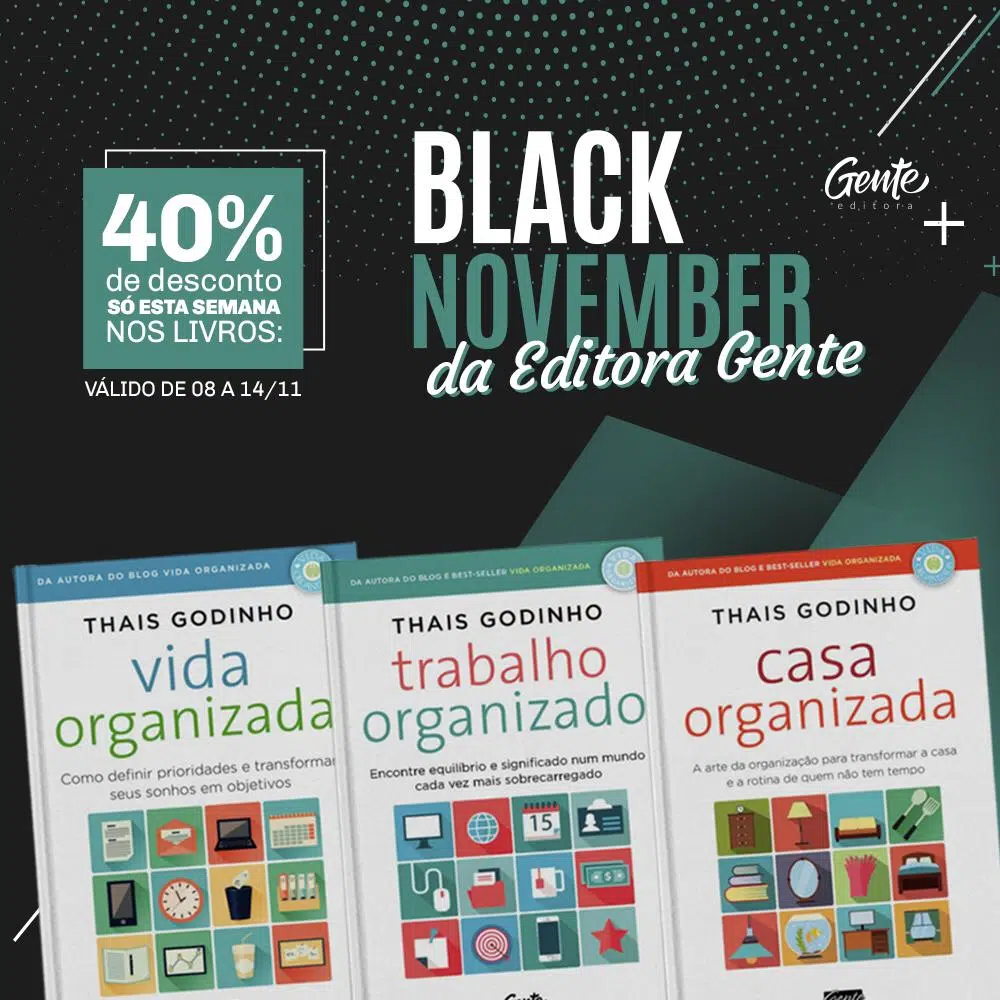 BLACK
NOVEMBER
da Editora Gente
Gente
editora
40%
de desconto
SÓ ESTA SEMANA
NOS LIVROS:
VÁLIDO DE 08 A 14/11
DA AUTORA DO BLOG VIDA ORGANIZADA
THAIS GODINHO
vida
organizada
Como definir prioridades e transformar
seus sonhos em objetivos
DA AUTORA DO BLOG E BEST-SELLER VIDA ORGANIZADA
THAIS GODINHO
trabalho
organizado
Encontre equilíbrio e significado num mundo
cada vez mais sobrecarregado
15
DA AUTORA DO BLOG E BEST-SELLER VIDA ORGANIZADA
THAIS GODINHO
casa
organizada
A arte da organização para transformar a casa
e a rotina de quem não tem tempo
Gente
Gente